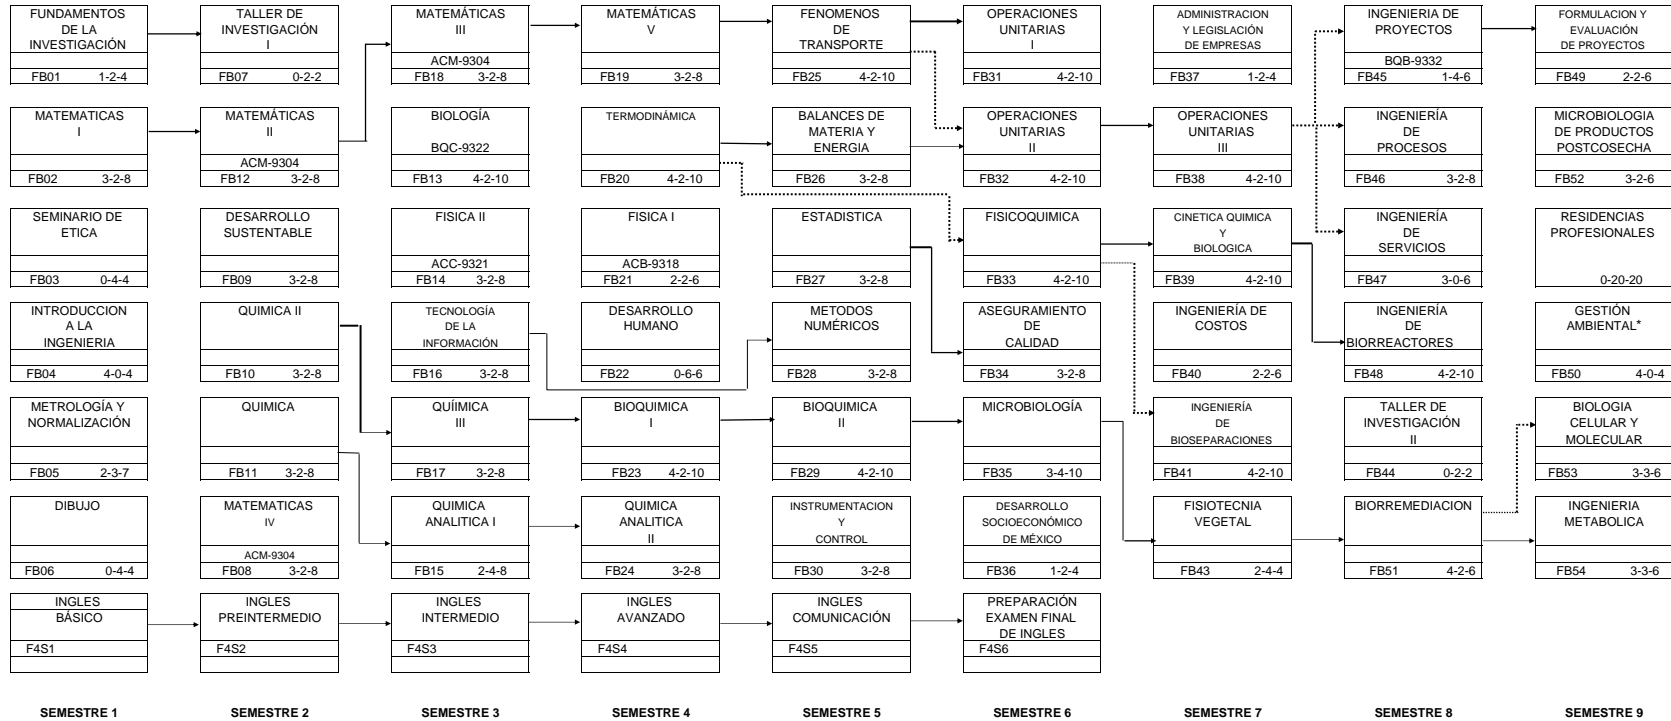 FUNDAMENTOS
DE LA
INVESTIGACIÓN
FB01 1-2-4
TALLER DE
INVESTIGACIÓN
I
FB07 0-2-2
MATEMÁTICAS
III
ACM-9304
FB18 3-2-8
MATEMÁTICAS
V
FB19 3-2-8
FENOMENOS
DE
TRANSPORTE
FB25 4-2-10
OPERACIONES
UNITARIAS
I
FB31 4-2-10
ADMINISTRACION
Y LEGISLACIÓN
DE EMPRESAS
FB37 1-2-4
INGENIERIA DE
PROYECTOS
BQB-9332
FB45 1-4-6
FORMULACION Y
EVALUACIÓN
DE PROYECTOS
FB49 2-2-6
MATEMATICAS
I
FB02 3-2-8
MATEMÁTICAS
II
ACM-9304
FB12 3-2-8
BIOLOGÍA
BQC-9322
FB13 4-2-10
TERMODINÁMICA
FB20 4-2-10
BALANCES DE
MATERIA Y
ENERGIA
FB26 3-2-8
OPERACIONES
UNITARIAS
II
FB32 4-2-10
OPERACIONES
UNITARIAS
III
FB38 4-2-10
INGENIERÍA
DE
PROCESOS
FB46 3-2-8
MICROBIOLOGIA
DE PRODUCTOS
POSTCOSECHA
FB52 3-2-6
SEMINARIO DE
ETICA
FB03 0-4-4
DESARROLLO
SUSTENTABLE
FB09 3-2-8
FISICA II
ACC-9321
FB14 3-2-8
FISICA I
ACB-9318
FB21 2-2-6
ESTADISTICA
FB27 3-2-8
FISICOQUIMICA
FB33 4-2-10
CINETICA QUIMICA
Y
BIOLOGICA
FB39 4-2-10
INGENIERÍA
DE
SERVICIOS
FB47 3-0-6
RESIDENCIAS
PROFESIONALES
0-20-20
INTRODUCCION
A LA
INGENIERIA
FB04 4-0-4
QUIMICA II
FB10 3-2-8
TECNOLOGÍA
DE LA
INFORMACIÓN
FB16 3-2-8
DESARROLLO
HUMANO
FB22 0-6-6
METODOS
NUMÉRICOS
FB28 3-2-8
ASEGURAMIENTO
DE
CALIDAD
FB34 3-2-8
INGENIERÍA DE
COSTOS
FB40 2-2-6
INGENIERÍA
DE
BIORREACTORES
FB48 4-2-10
GESTIÓN
AMBIENTAL*
FB50 4-0-4
METROLOGÍA Y
NORMALIZACIÓN
FB05 2-3-7
QUIMICA
FB11 3-2-8
QUÍIMICA
III
FB17 3-2-8
BIOQUIMICA
I
FB23 4-2-10
BIOQUIMICA
II
FB29 4-2-10
MICROBIOLOGÍA
FB35 3-4-10
INGENIERÍA
DE
BIOSEPARACIONES
FB41 4-2-10
TALLER DE
INVESTIGACIÓN
II
FB44 0-2-2
BIOLOGIA
CELULAR Y
MOLECULAR
FB53 3-3-6
DIBUJO
FB06 0-4-4
MATEMATICAS
IV
ACM-9304
FB08 3-2-8
QUIMICA
ANALITICA I
FB15 2-4-8
QUIMICA
ANALITICA
II
FB24 3-2-8
INSTRUMENTACION
Y
CONTROL
FB30 3-2-8
DESARROLLO
SOCIOECONÓMICO
DE MÉXICO
FB36 1-2-4
FISIOTECNIA
VEGETAL
FB43 2-4-4
BIORREMEDIACION
FB51 4-2-6
INGENIERIA
METABOLICA
FB54 3-3-6
INGLES
BÁSICO
F4S1
INGLES
PREINTERMEDIO
F4S2
INGLES
INTERMEDIO
F4S3
INGLES
AVANZADO
F4S4
INGLES
COMUNICACIÓN
F4S5
PREPARACIÓN
EXAMEN FINAL
DE INGLES
F4S6
SEMESTRE 1 SEMESTRE 2 SEMESTRE 3 SEMESTRE 4 SEMESTRE 5 SEMESTRE 6 SEMESTRE 7 SEMESTRE 8 SEMESTRE 9